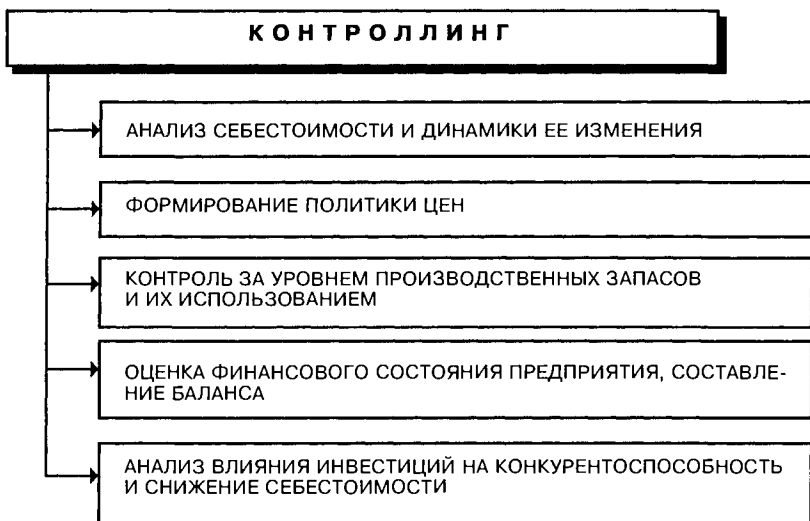 КОНТРОЛЛИНГ
АНАЛИЗ СЕБЕСТОИМОСТИ И ДИНАМИКИ ЕЕ ИЗМЕНЕНИЯ
ФОРМИРОВАНИЕ ПОЛИТИКИ ЦЕН
КОНТРОЛЬ ЗА УРОВНЕМ ПРОИЗВОДСТВЕННЫХ ЗАПАСОВ
И ИХ ИСПОЛЬЗОВАНИЕМ
ОЦЕНКА ФИНАНСОВОГО СОСТОЯНИЯ ПРЕДПРИЯТИЯ, СОСТАВЛЕ-
НИЕ БАЛАНСА
АНАЛИЗ ВЛИЯНИЯ ИНВЕСТИЦИЙ НА КОНКУРЕНТОСПОСОБНОСТЬ
И СНИЖЕНИЕ СЕБЕСТОИМОСТИ